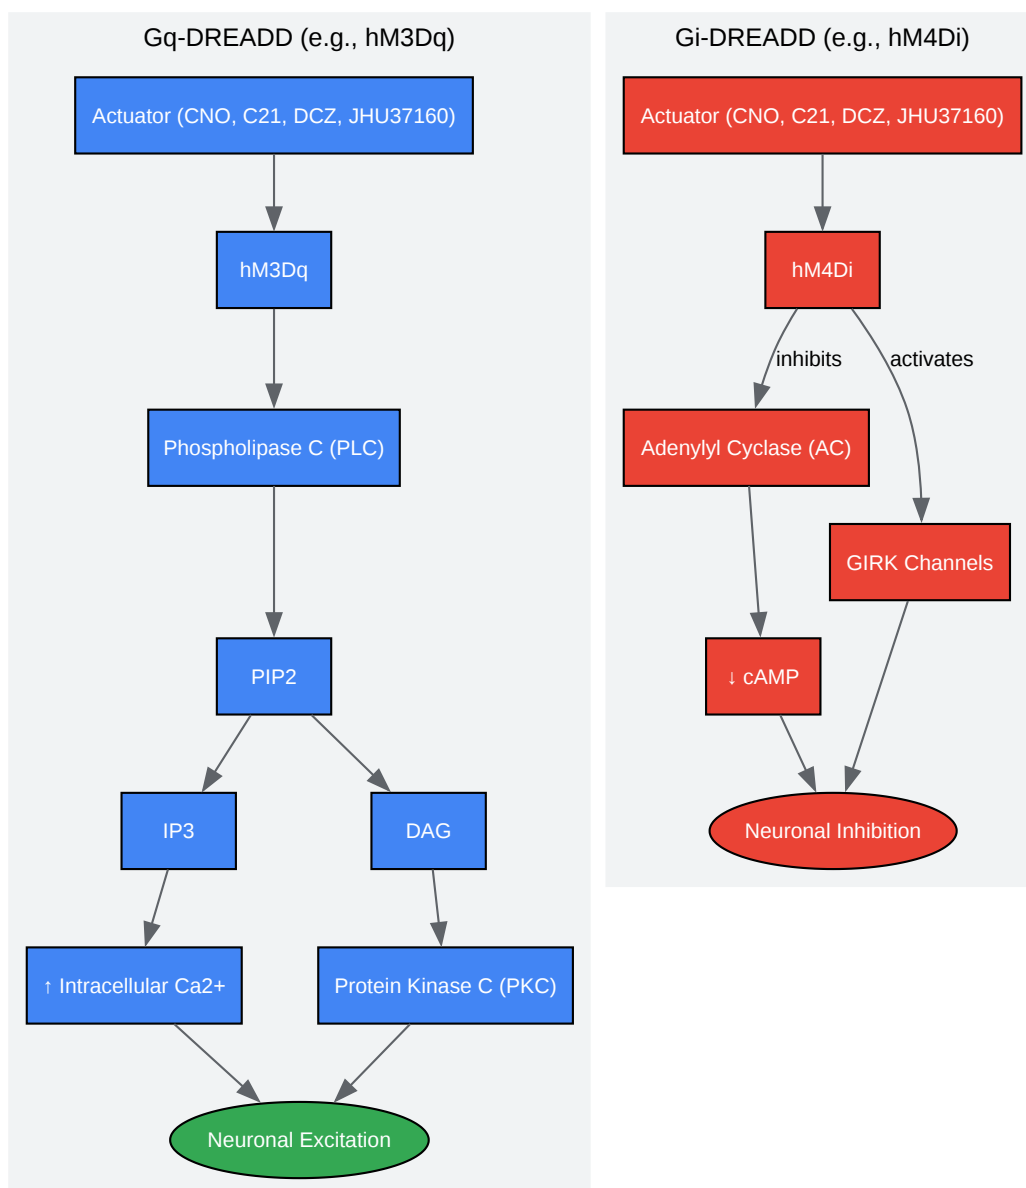 Gq-DREADD (e.g., hM3Dq)
Actuator (CNO, C21, DCZ, JHU37160)
hM3Dq
Phospholipase C (PLC)
PIP2
IP3
DAG
↑ Intracellular Ca2+
Protein Kinase C (PKC)
Neuronal Excitation
Gi-DREADD (e.g., hM4Di)
Actuator (CNO, C21, DCZ, JHU37160)
hM4Di
inhibits
activates
Adenylyl Cyclase (AC)
GIRK Channels
↓ cAMP
Neuronal Inhibition